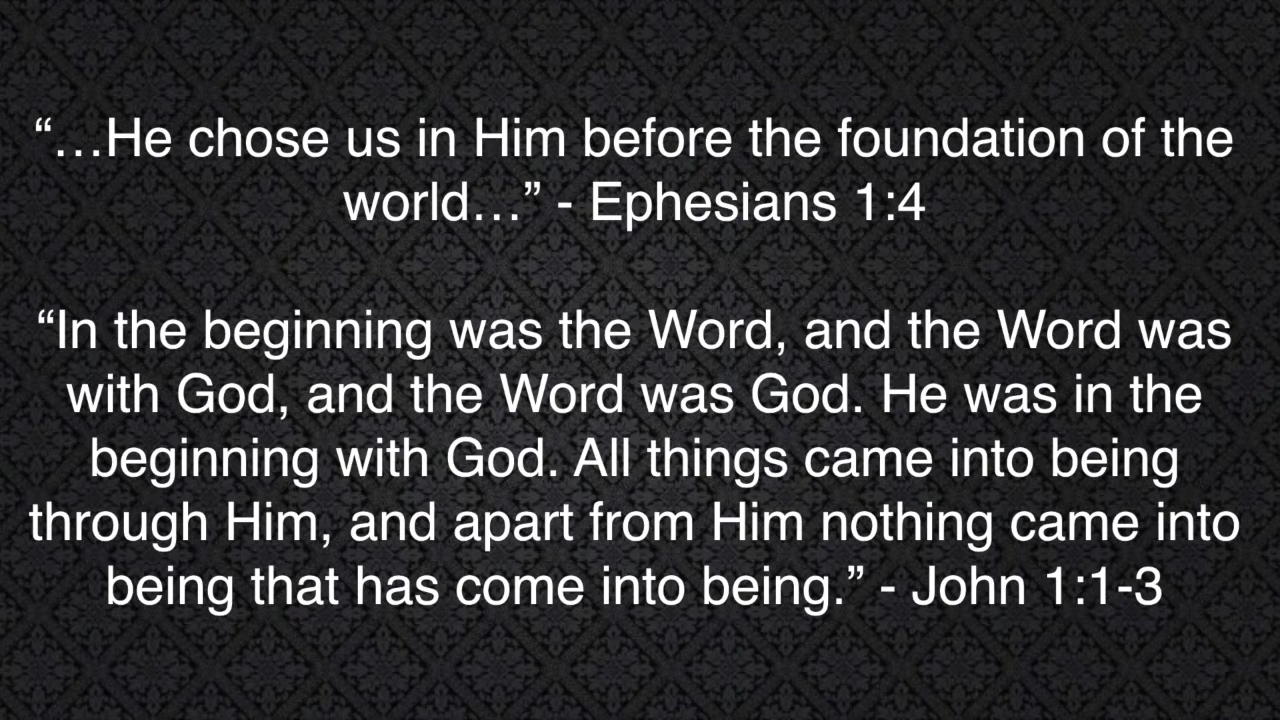 “…He chose us in Him before the foundation of the
world…” - Ephesians 1:4
“In the beginning was the Word, and the Word was
with God, and the Word was God. He was in the
beginning with God. All things came into being
through Him, and apart from Him nothing came into
being that has come into being.” - John 1:1-3